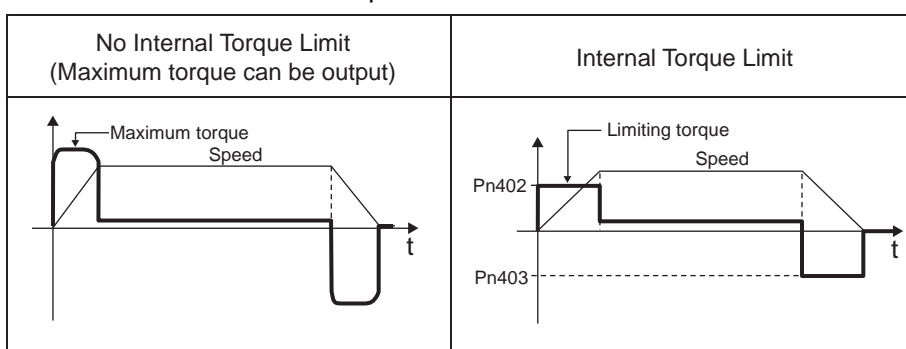 No Internal Torque Limit
(Maximum torque can be output)
Internal Torque Limit
Maximum torque
Speed
t
Limiting torque
Speed
Pn402
t
Pn403